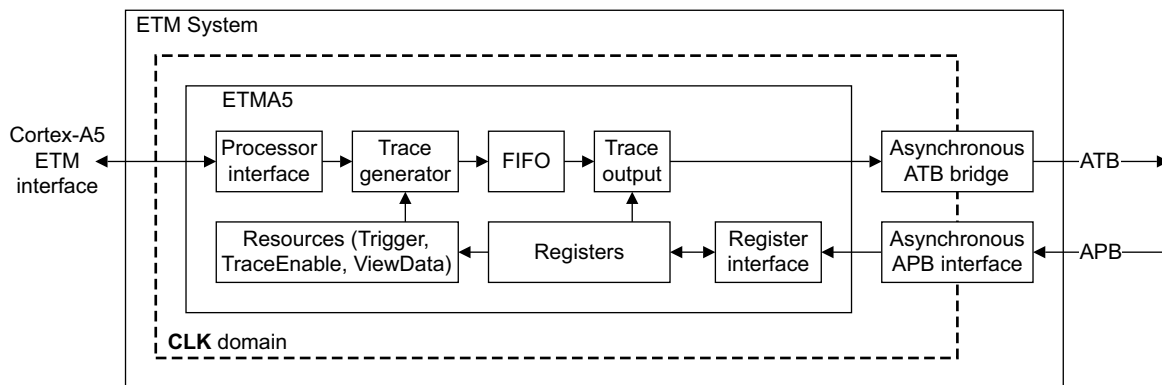 ETM System
ETMA5
Cortex-A5
ETM
interface
Processor
interface
Trace
generator
FIFO
Trace
output
Asynchronous
ATB bridge
ATB
Resources (Trigger,
TraceEnable, ViewData)
Registers
Register
interface
Asynchronous
APB interface
APB
CLK domain